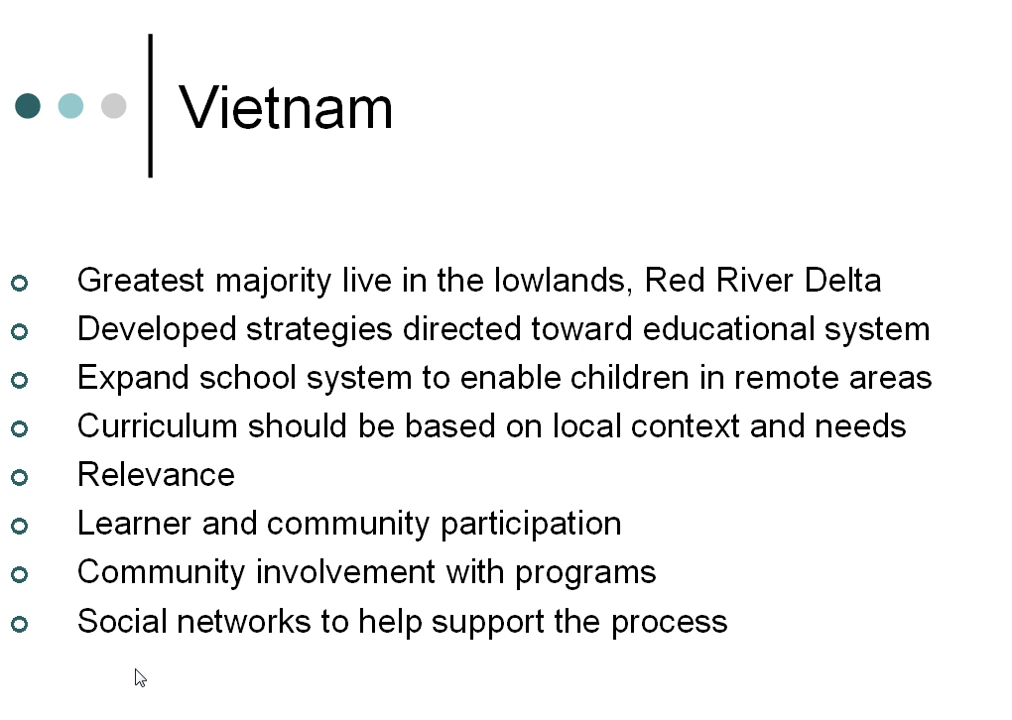 Vietnam
Greatest majority live in the lowlands, Red River Delta
Developed strategies directed toward educational system
Expand school system to enable children in remote areas
Curriculum should be based on local context and needs
Relevance
Learner and community participation
Community involvement with programs
Social networks to help support the process